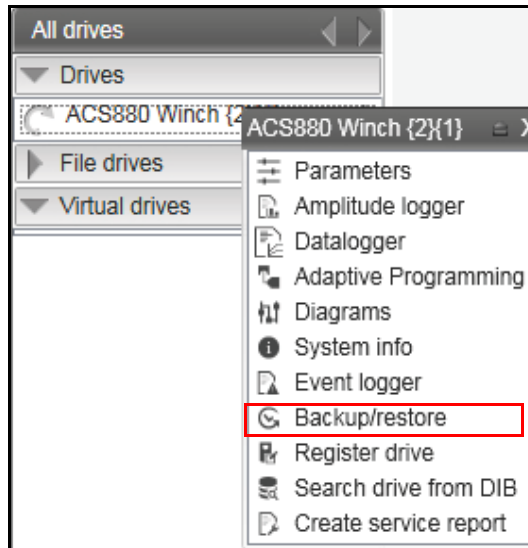 All drives
Drives
ACS880 Winch {2
File drives
Virtual drives
ACS880 Winch {2}{1}
Parameters
Amplitude logger
Datalogger
Adaptive Programming
Diagrams
System info
Event logger
Backup/restore
Register drive
Search drive from DIB
Create service report